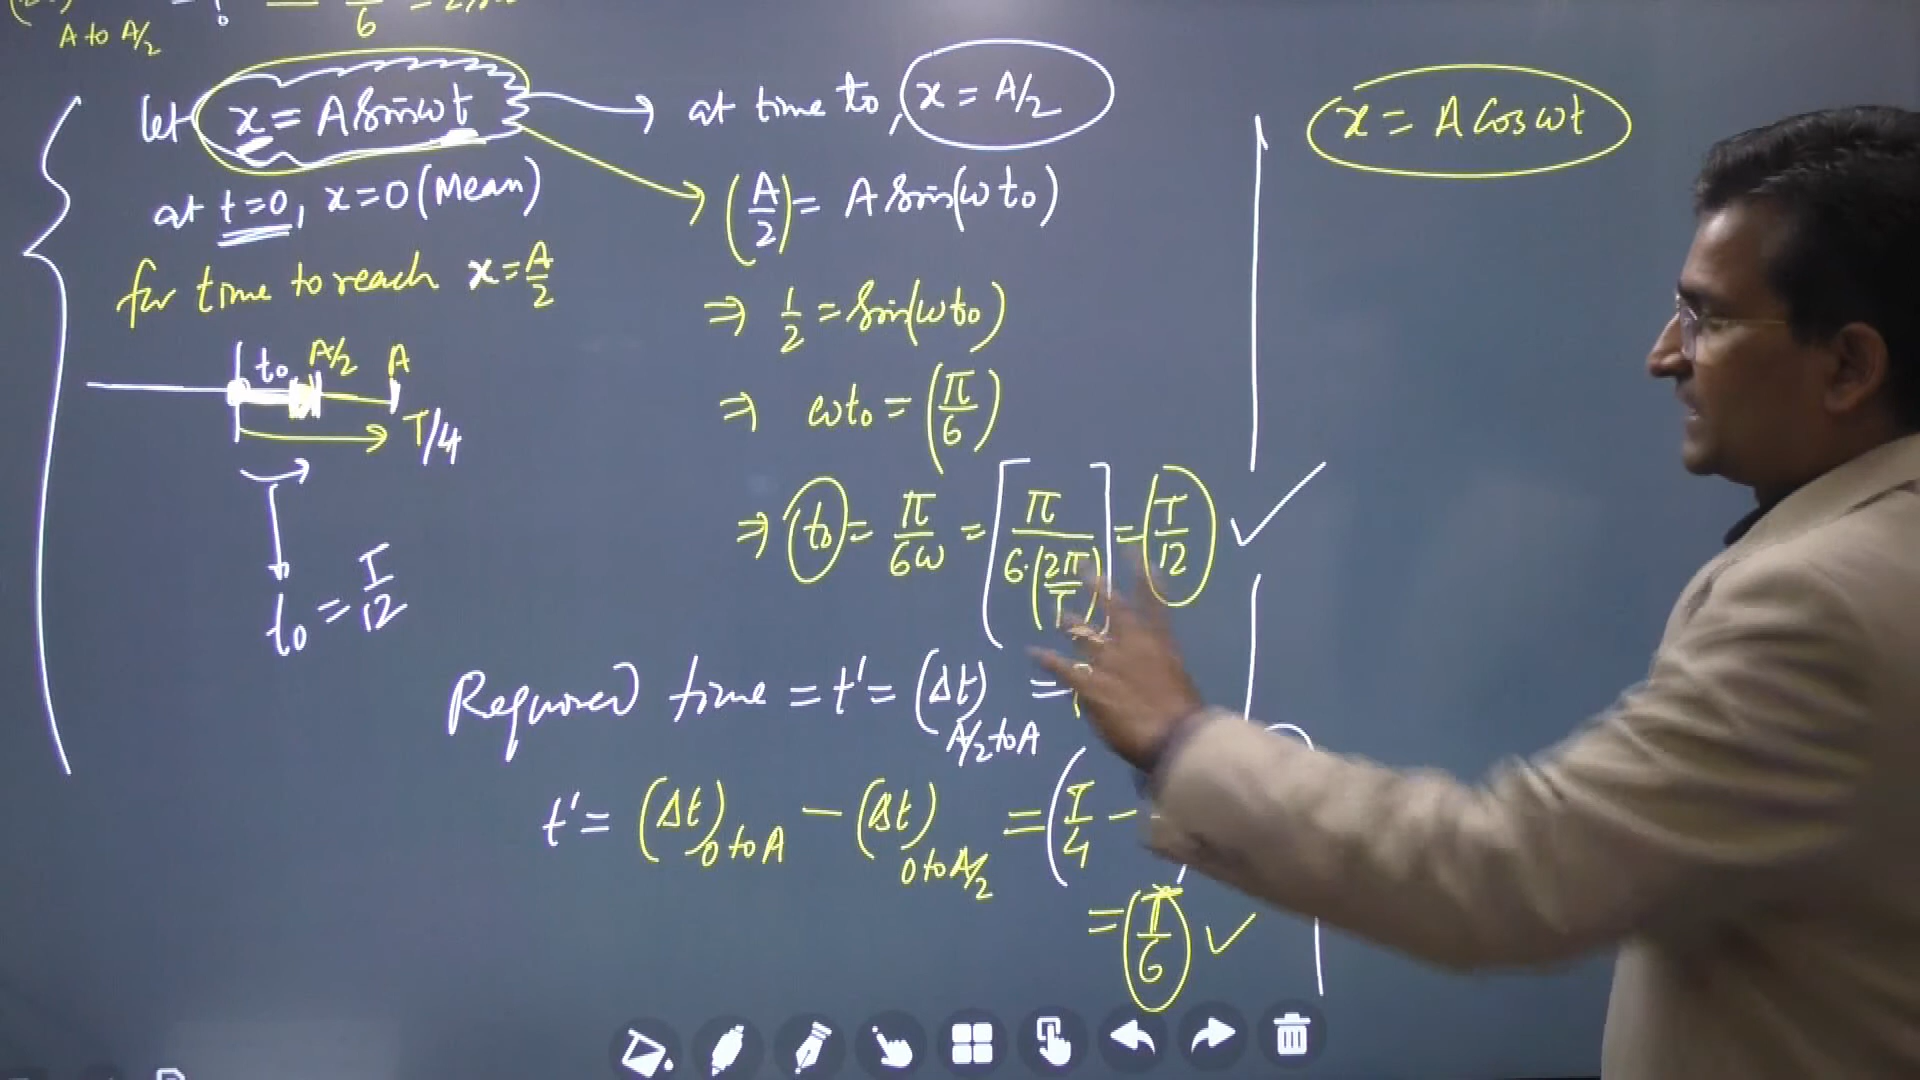 A to A/2
6
let x = A sin ωt
at t=0, x=0 (Mean)
for time to reach x = A/2
t₀ A/2 A
T/4
t₀ = T/12
at time t₀, x = A/2
(A/2) = A sin(ωt₀)
⇒ 1/2 = sin(ωt₀)
⇒ ωt₀ = (π/6)
⇒ t₀ = π/6ω = [π/6·(2π/T)] = T/12 ✓
Required time = t' = (Δt) A/2 to A =
t' = (Δt) 0 to A − (Δt) 0 to A/2 = (T/4 −
= T/6 ✓
x = A cos ωt